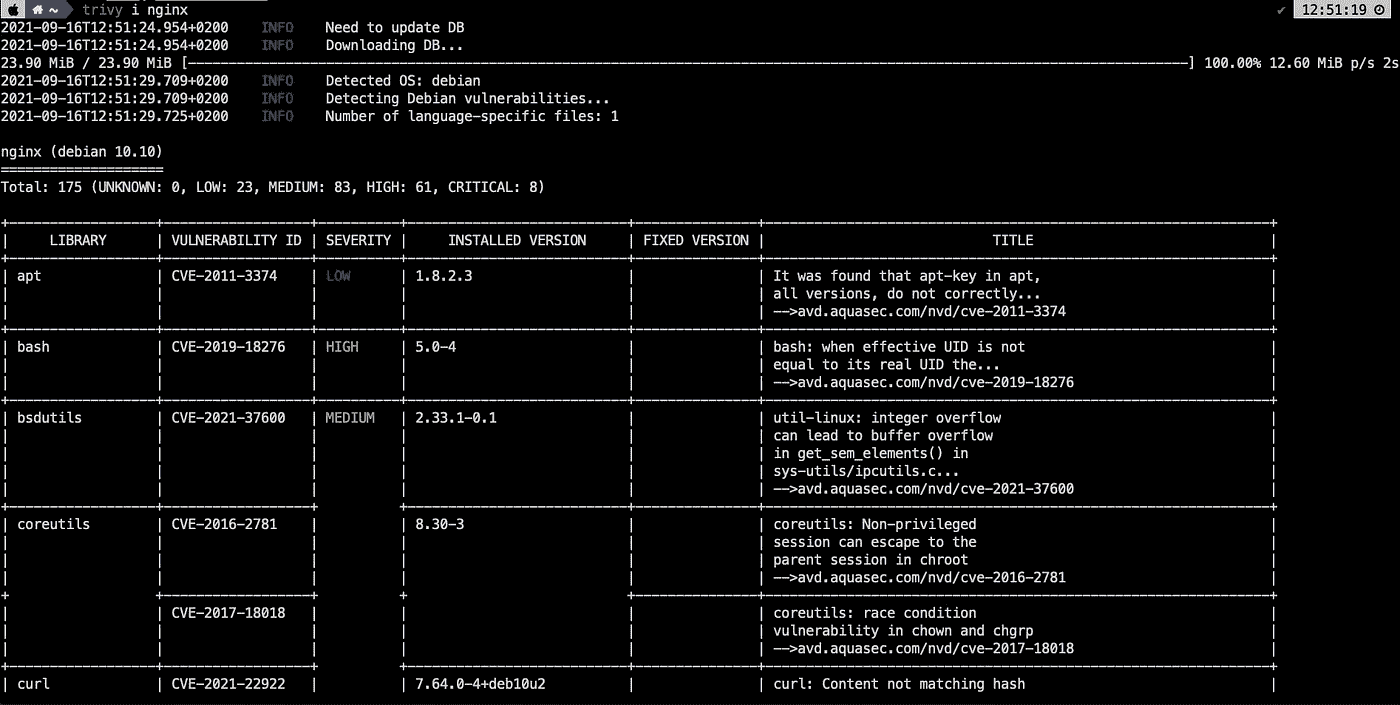 ~ trivy i nginx ✔ 12:51:19
2021-09-16T12:51:24.954+0200 INFO Need to update DB
2021-09-16T12:51:24.954+0200 INFO Downloading DB...
23.90 MiB / 23.90 MiB [---] 100.00% 12.60 MiB p/s 2s
2021-09-16T12:51:29.709+0200 INFO Detected OS: debian
2021-09-16T12:51:29.709+0200 INFO Detecting Debian vulnerabilities...
2021-09-16T12:51:29.725+0200 INFO Number of language-specific files: 1
nginx (debian 10.10)
====================
Total: 175 (UNKNOWN: 0, LOW: 23, MEDIUM: 83, HIGH: 61, CRITICAL: 8)
| LIBRARY | VULNERABILITY ID | SEVERITY | INSTALLED VERSION | FIXED VERSION | TITLE |
| apt | CVE-2011-3374 | LOW | 1.8.2.3 | | It was found that apt-key in apt, |
all versions, do not correctly...
-->avd.aquasec.com/nvd/cve-2011-3374
| bash | CVE-2019-18276 | HIGH | 5.0-4 | | bash: when effective UID is not |
equal to its real UID the...
-->avd.aquasec.com/nvd/cve-2019-18276
| bsdutils | CVE-2021-37600 | MEDIUM | 2.33.1-0.1 | | util-linux: integer overflow |
can lead to buffer overflow
in get_sem_elements() in
sys-utils/ipcutils.c...
-->avd.aquasec.com/nvd/cve-2021-37600
| coreutils | CVE-2016-2781 | | 8.30-3 | | coreutils: Non-privileged |
session can escape to the
parent session in chroot
-->avd.aquasec.com/nvd/cve-2016-2781
| | CVE-2017-18018 | | | | coreutils: race condition |
vulnerability in chown and chgrp
-->avd.aquasec.com/nvd/cve-2017-18018
| curl | CVE-2021-22922 | | 7.64.0-4+deb10u2 | | curl: Content not matching hash |